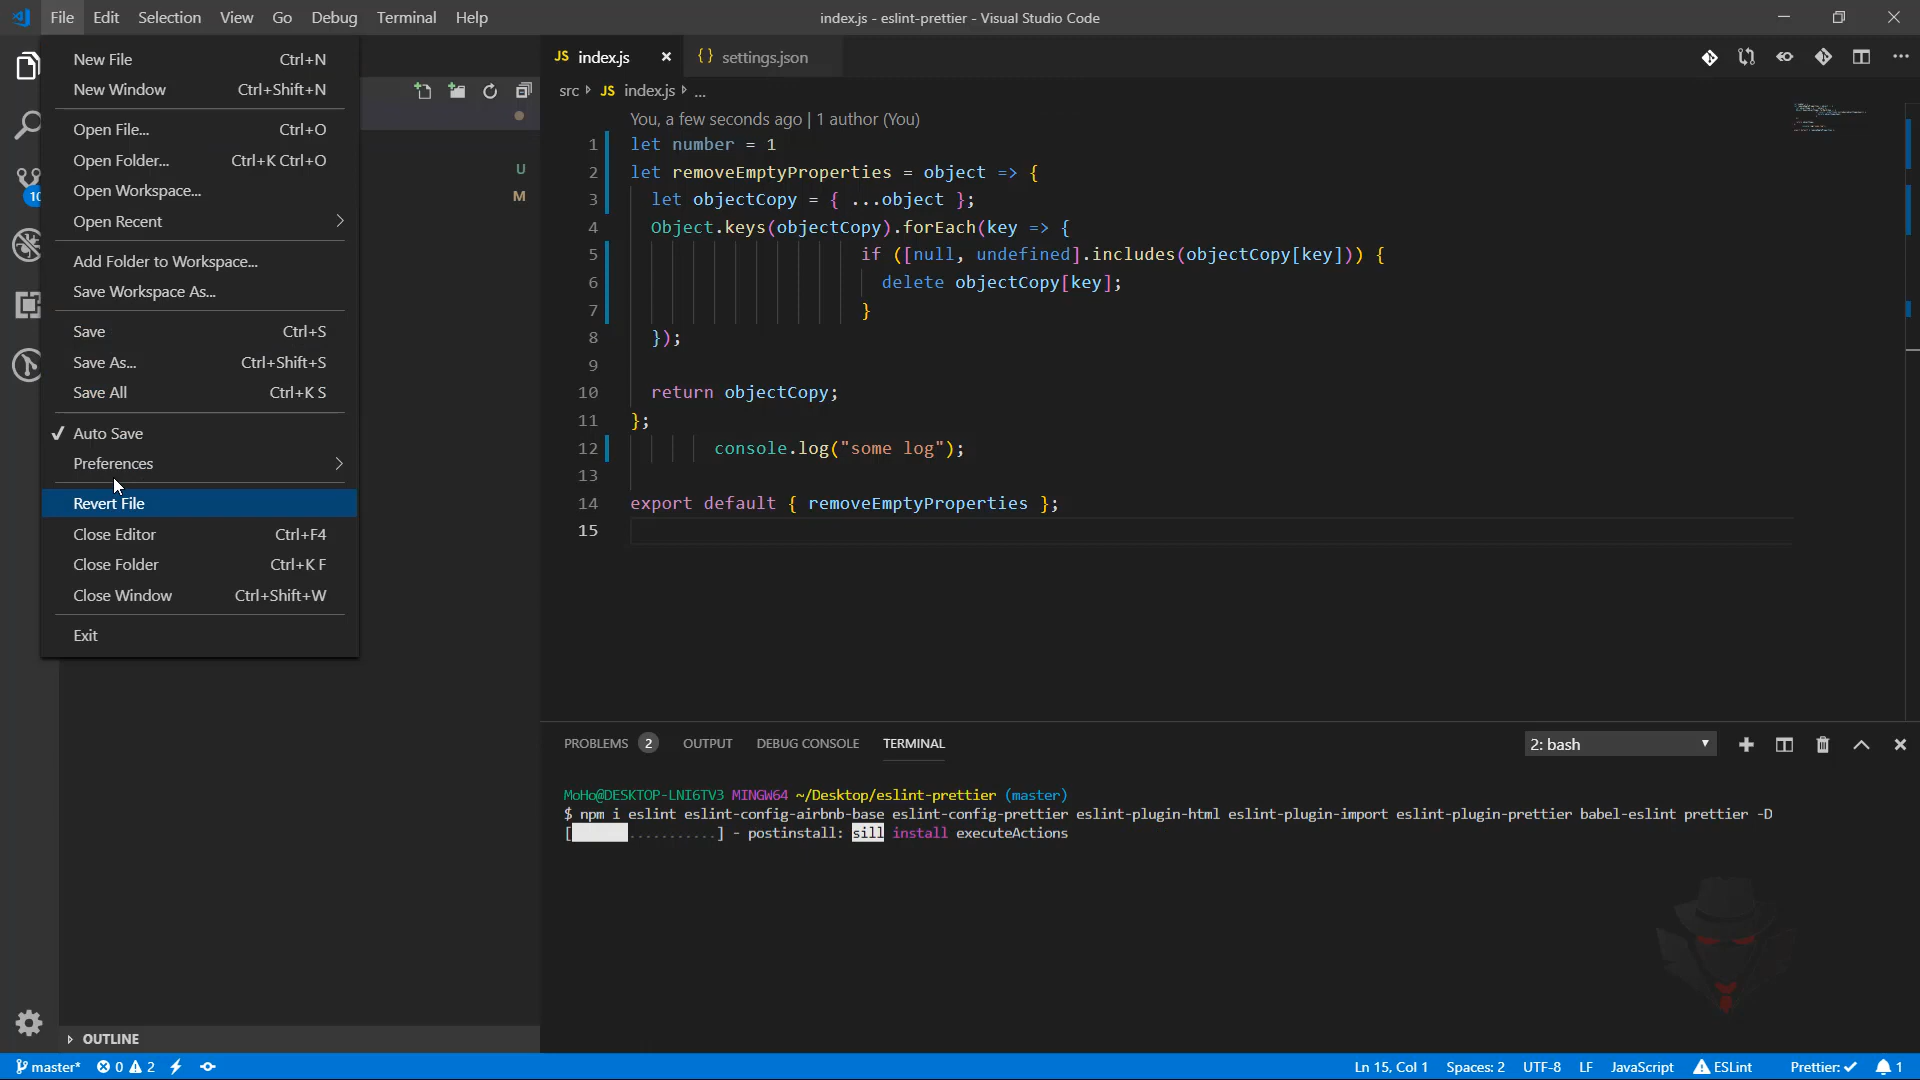 File Edit Selection View Go Debug Terminal Help
index.js - eslint-prettier - Visual Studio Code
New File Ctrl+N
New Window Ctrl+Shift+N
Open File... Ctrl+O
Open Folder... Ctrl+K Ctrl+O
Open Workspace...
Open Recent
Add Folder to Workspace...
Save Workspace As...
Save Ctrl+S
Save As... Ctrl+Shift+S
Save All Ctrl+K S
Auto Save
Preferences
Revert File
Close Editor Ctrl+F4
Close Folder Ctrl+K F
Close Window Ctrl+Shift+W
Exit
10
U
M
OUTLINE
JS index.js
{} settings.json
src JS index.js ...
You, a few seconds ago | 1 author (You)
1 let number = 1
2 let removeEmptyProperties = object => {
3 let objectCopy = { ...object };
4 Object.keys(objectCopy).forEach(key => {
5 if ([null, undefined].includes(objectCopy[key])) {
6 delete objectCopy[key];
7 }
8 });
9
10 return objectCopy;
11 };
12 console.log("some log");
13
14 export default { removeEmptyProperties };
15
PROBLEMS 2 OUTPUT DEBUG CONSOLE TERMINAL
2: bash
MoHo@DESKTOP-LNI6TV3 MINGW64 ~/Desktop/eslint-prettier (master)
$ npm i eslint eslint-config-airbnb-base eslint-config-prettier eslint-plugin-html eslint-plugin-import eslint-plugin-prettier babel-eslint prettier -D
[ ...........] - postinstall: sill install executeActions
master* 0 2
Ln 15, Col 1 Spaces: 2 UTF-8 LF JavaScript ESLint Prettier: 1